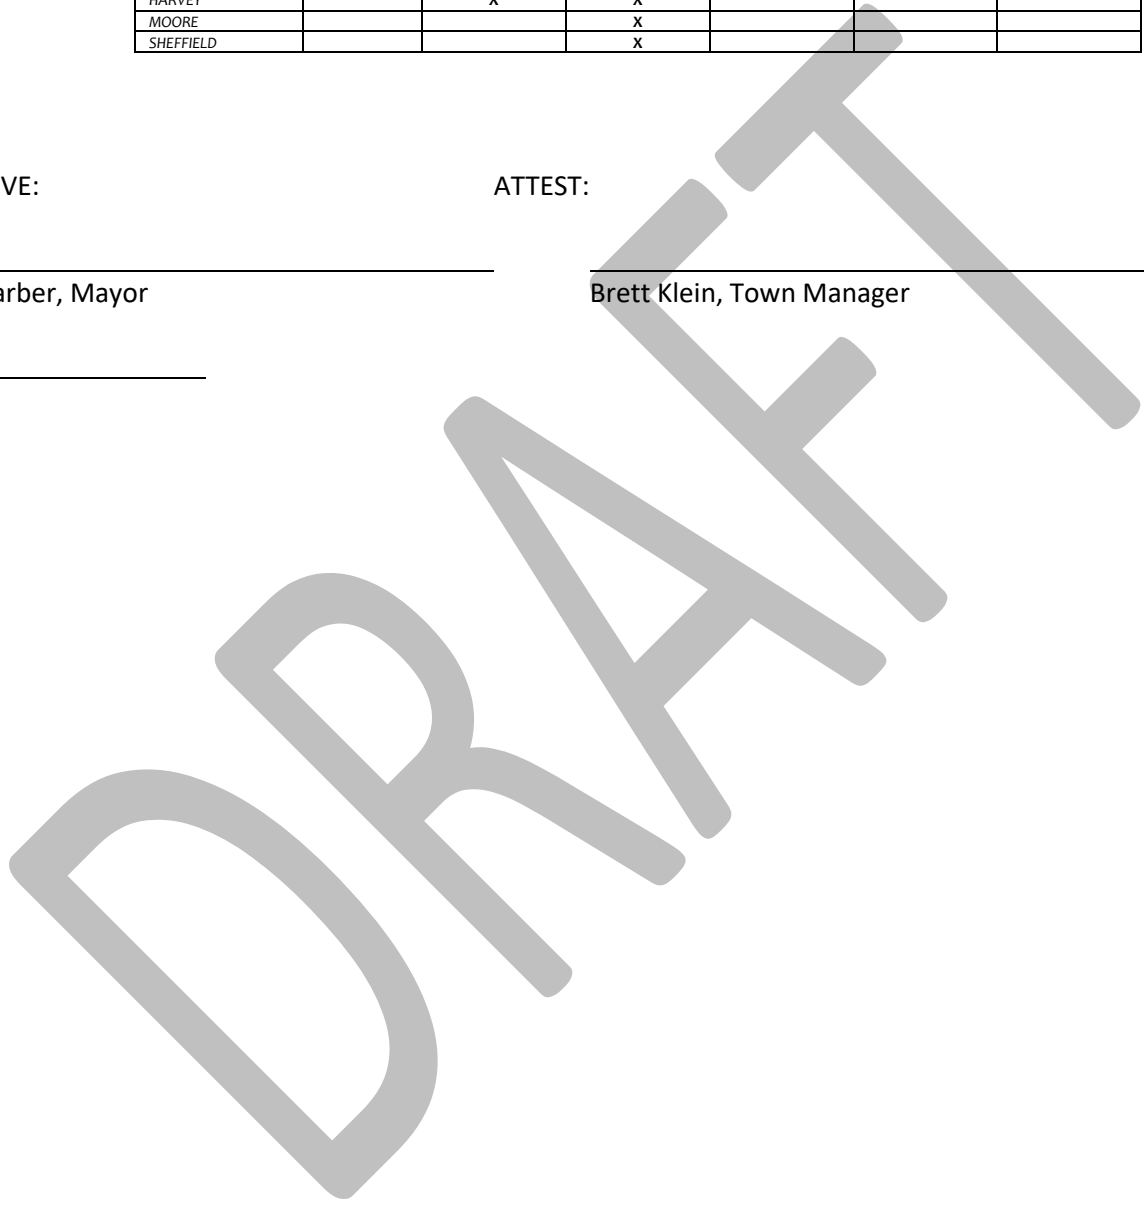 HARVEY X X
MOORE X
SHEFFIELD X
VE: ATTEST:
arber, Mayor Brett Klein, Town Manager
DRAFT